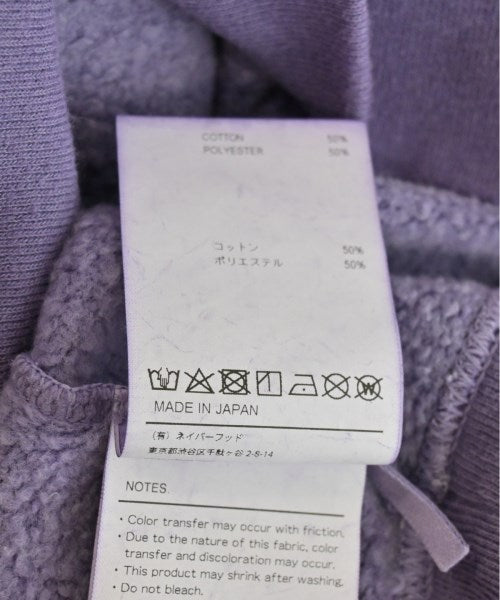 COTTON 50%
POLYESTER 50%
コットン 50%
ポリエステル 50%
MADE IN JAPAN
(有) ネイバーフッド
東京都渋谷区千駄ヶ谷 2-8-14
NOTES.
・Color transfer may occur with friction.
・Due to the nature of this fabric, color
transfer and discoloration may occur.
・This product may shrink after washing.
・Do not bleach.